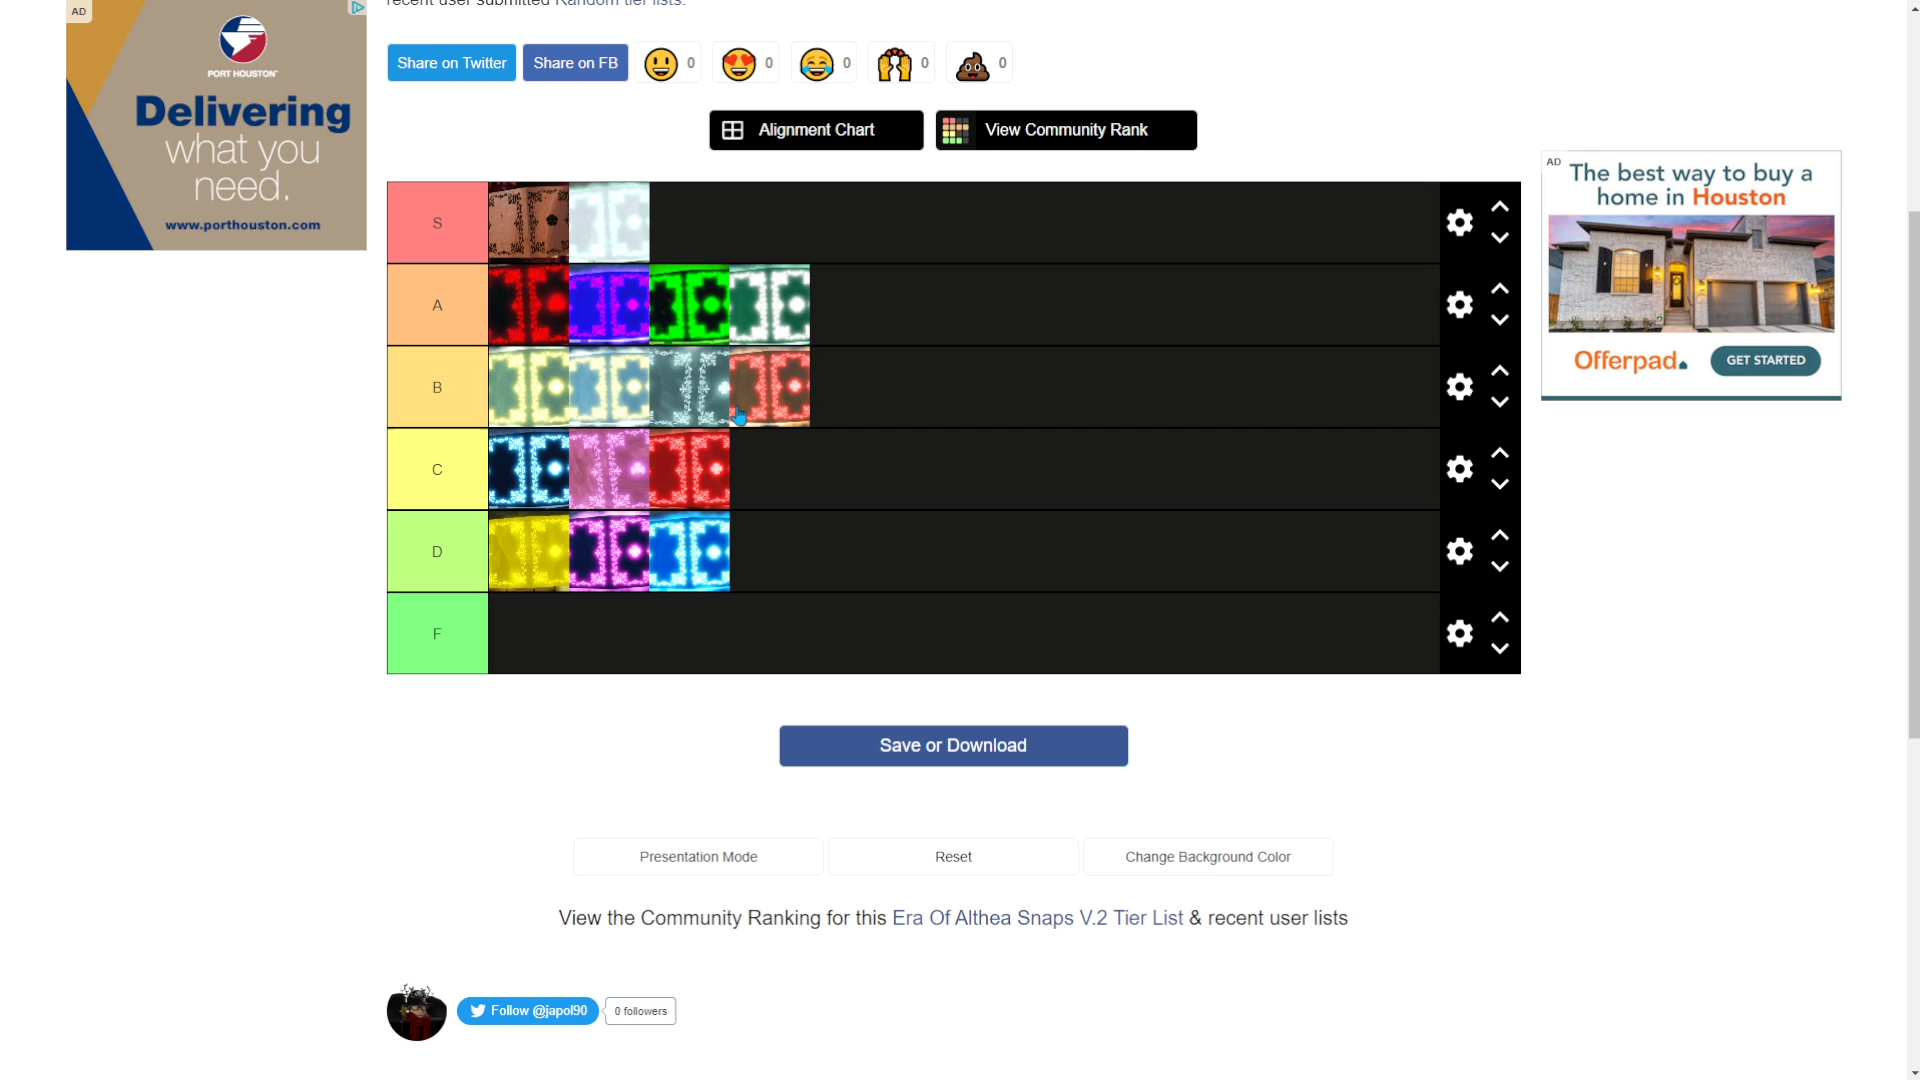 recent user submitted Random tier lists.
AD
PORT HOUSTON
Delivering
what you
need.
www.porthouston.com
Share on Twitter
Share on FB
0
0
0
0
0
Alignment Chart
View Community Rank
AD
The best way to buy a
home in Houston
Offerpad.
GET STARTED
S
A
B
C
D
F
Save or Download
Presentation Mode
Reset
Change Background Color
View the Community Ranking for this Era Of Althea Snaps V.2 Tier List & recent user lists
Follow @japol90
0 followers